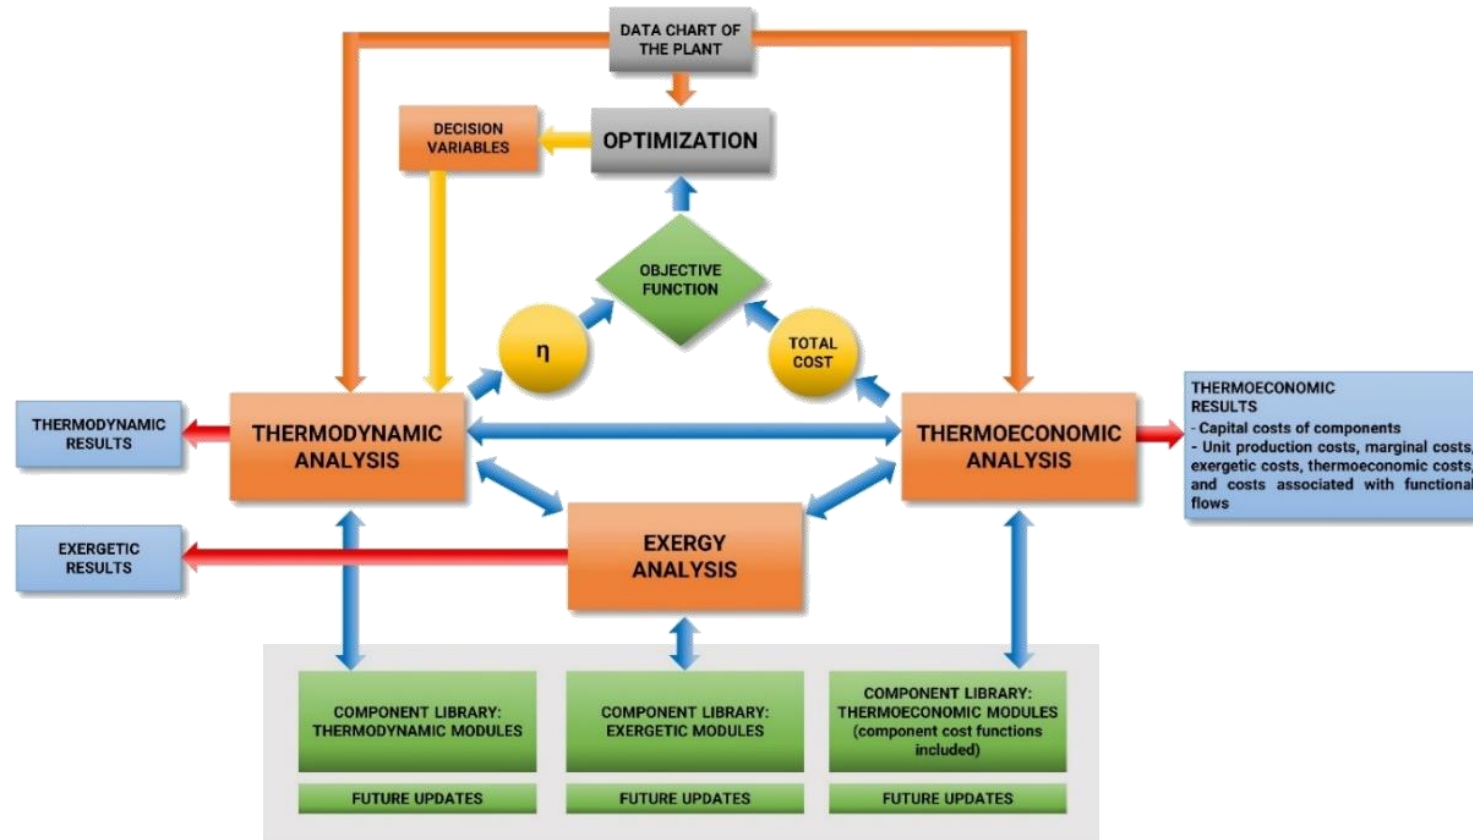 DATA CHART OF
THE PLANT
DECISION
VARIABLES
OPTIMIZATION
OBJECTIVE
FUNCTION
η
TOTAL
COST
THERMODYNAMIC
RESULTS
THERMODYNAMIC
ANALYSIS
THERMOECONOMIC
ANALYSIS
THERMOECONOMIC
RESULTS
- Capital costs of components
- Unit production costs, marginal costs,
exergetic costs, thermoeconomic costs,
and costs associated with functional
flows
EXERGETIC
RESULTS
EXERGY
ANALYSIS
COMPONENT LIBRARY:
THERMODYNAMIC MODULES
COMPONENT LIBRARY:
EXERGETIC MODULES
COMPONENT LIBRARY:
THERMOECONOMIC MODULES
(component cost functions
included)
FUTURE UPDATES
FUTURE UPDATES
FUTURE UPDATES